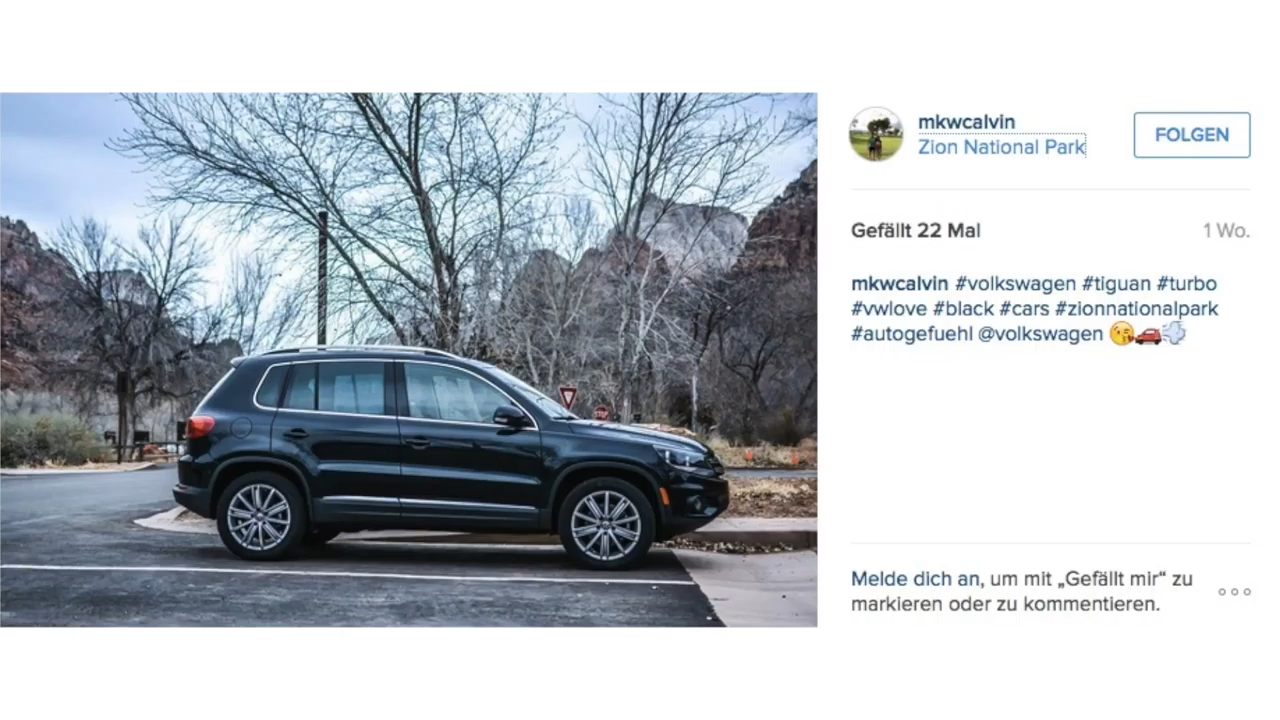 mkwcalvin
Zion National Park
FOLGEN
Gefällt 22 Mal
1 Wo.
mkwcalvin #volkswagen #tiguan #turbo
#vwlove #black #cars #zionnationalpark
#autogefuehl @volkswagen 😘🚗💨
Melde dich an, um mit „Gefällt mir“ zu
markieren oder zu kommentieren.